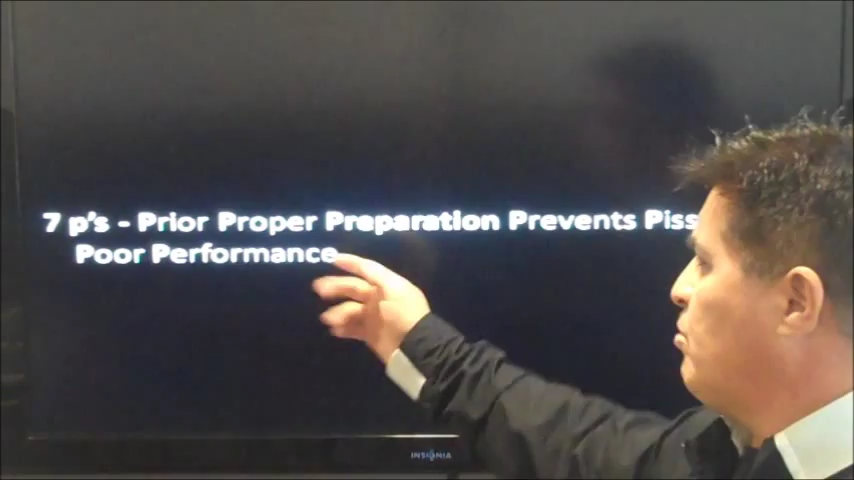 7 p's - Prior Proper Preparation Prevents Piss
Poor Performance
INSIGNIA